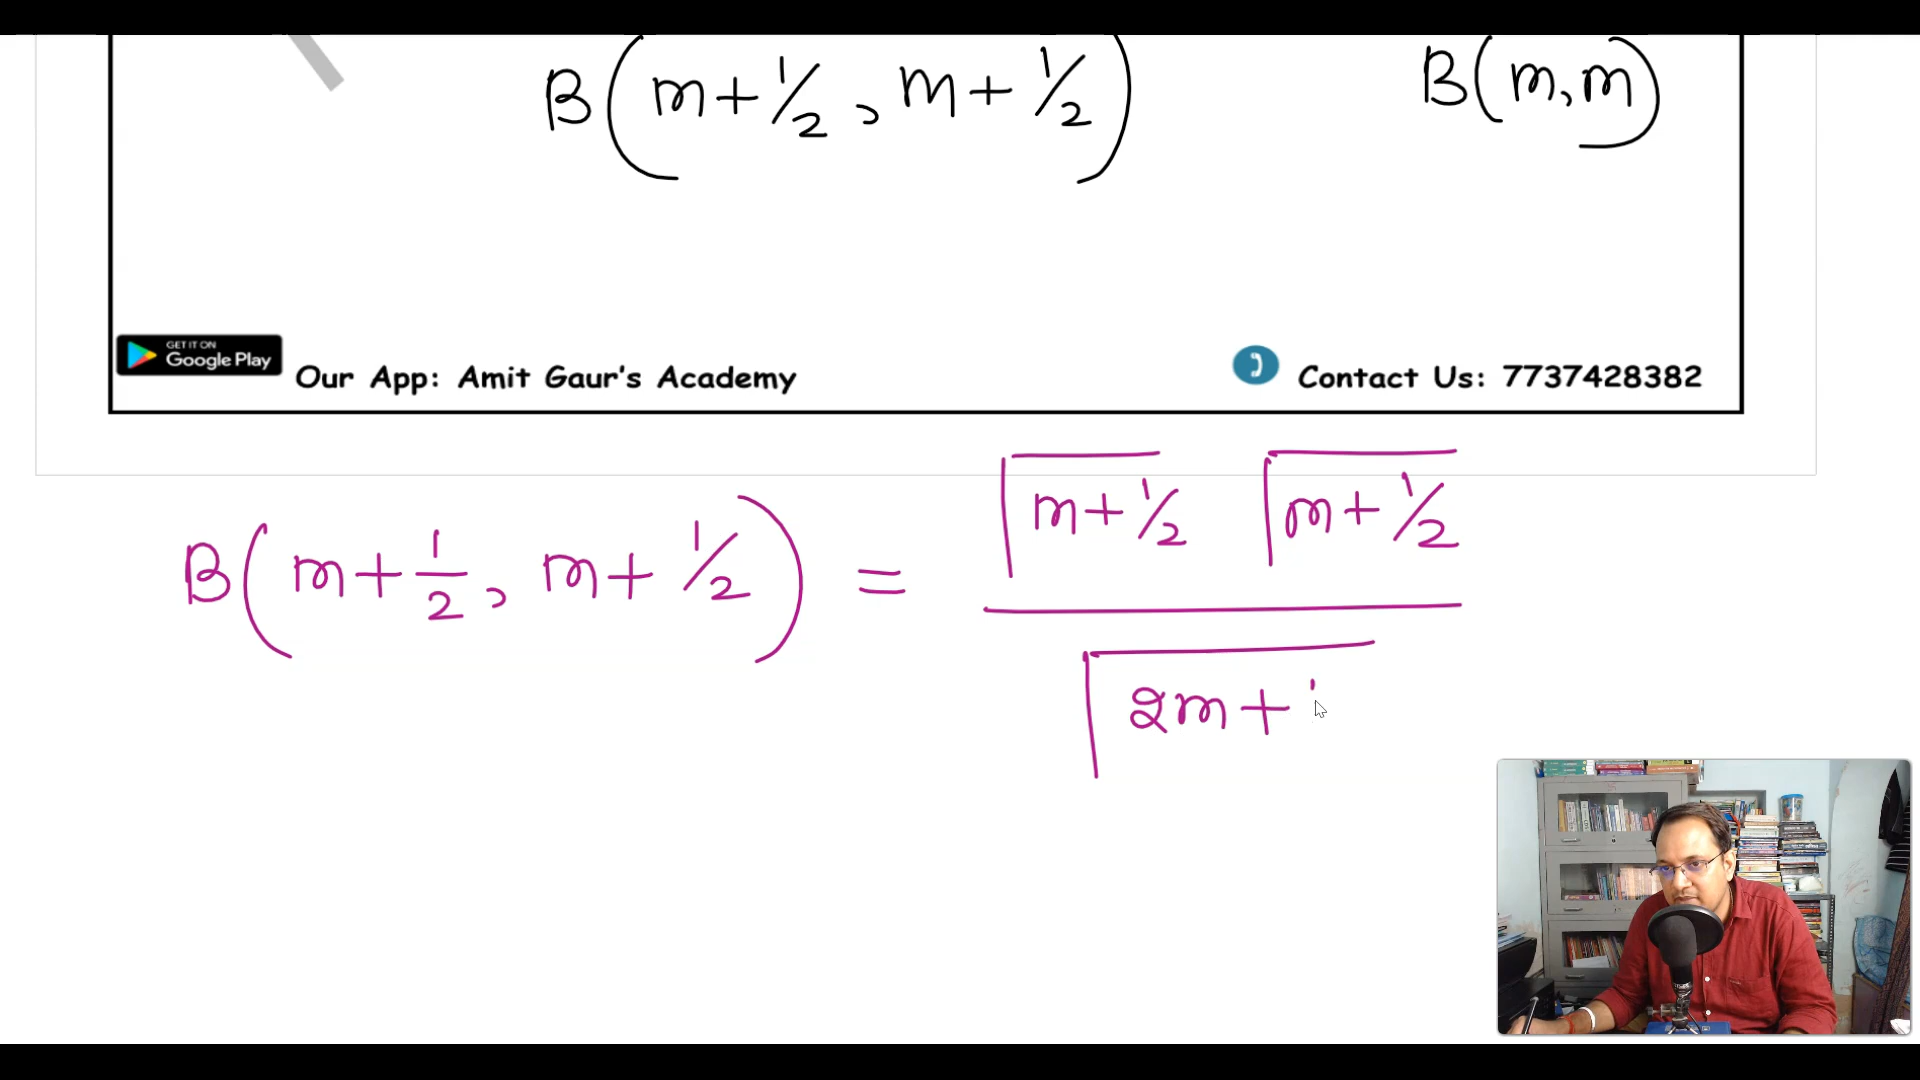 B(m+1/2, m+1/2) B(m,m)
GET IT ON
Google Play
Our App: Amit Gaur's Academy Contact Us: 7737428382
B(m+1/2, m+1/2) = Γm+1/2 Γm+1/2
Γ2m+